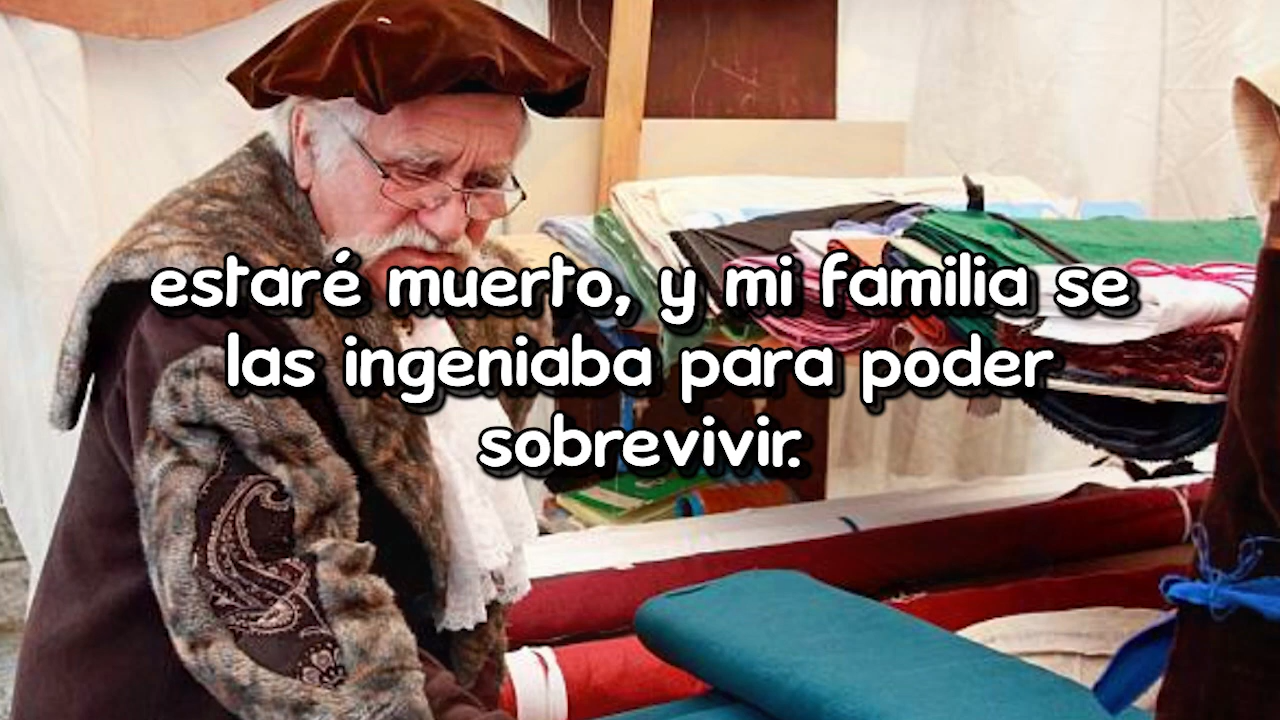 estaré muerto, y mi familia se
las ingeniaba para poder
sobrevivir.